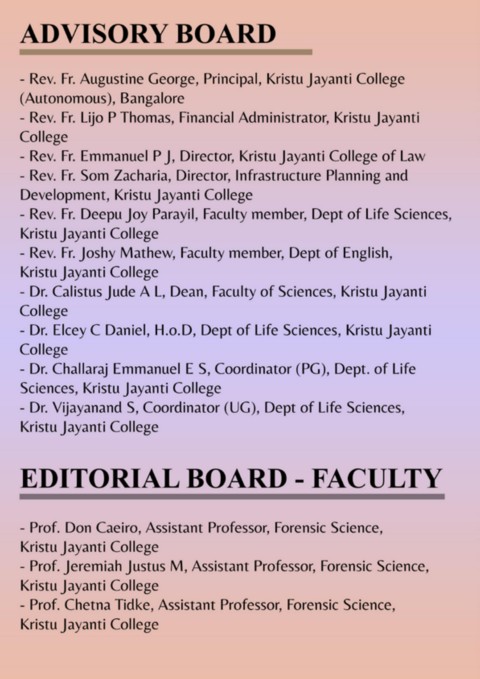 ADVISORY BOARD
- Rev. Fr. Augustine George, Principal, Kristu Jayanti College
(Autonomous), Bangalore
- Rev. Fr. Lijo P Thomas, Financial Administrator, Kristu Jayanti
College
- Rev. Fr. Emmanuel P J, Director, Kristu Jayanti College of Law
- Rev. Fr. Som Zacharia, Director, Infrastructure Planning and
Development, Kristu Jayanti College
- Rev. Fr. Deepu Joy Parayil, Faculty member, Dept of Life Sciences,
Kristu Jayanti College
- Rev. Fr. Joshy Mathew, Faculty member, Dept of English,
Kristu Jayanti College
- Dr. Calistus Jude A L, Dean, Faculty of Sciences, Kristu Jayanti
College
- Dr. Elcey C Daniel, H.o.D, Dept of Life Sciences, Kristu Jayanti
College
- Dr. Challaraj Emmanuel E S, Coordinator (PG), Dept. of Life
Sciences, Kristu Jayanti College
- Dr. Vijayanand S, Coordinator (UG), Dept of Life Sciences,
Kristu Jayanti College
EDITORIAL BOARD - FACULTY
- Prof. Don Caeiro, Assistant Professor, Forensic Science,
Kristu Jayanti College
- Prof. Jeremiah Justus M, Assistant Professor, Forensic Science,
Kristu Jayanti College
- Prof. Chetna Tidke, Assistant Professor, Forensic Science,
Kristu Jayanti College